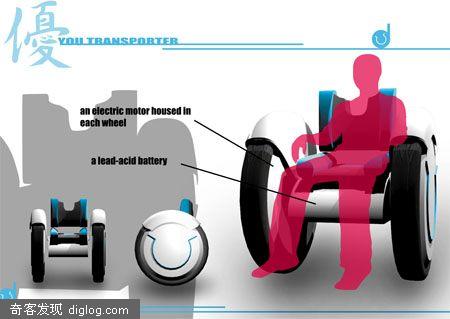 優
YOU TRANSPORTER
an electric motor housed in
each wheel
a lead-acid battery
奇客发现 diglog.com